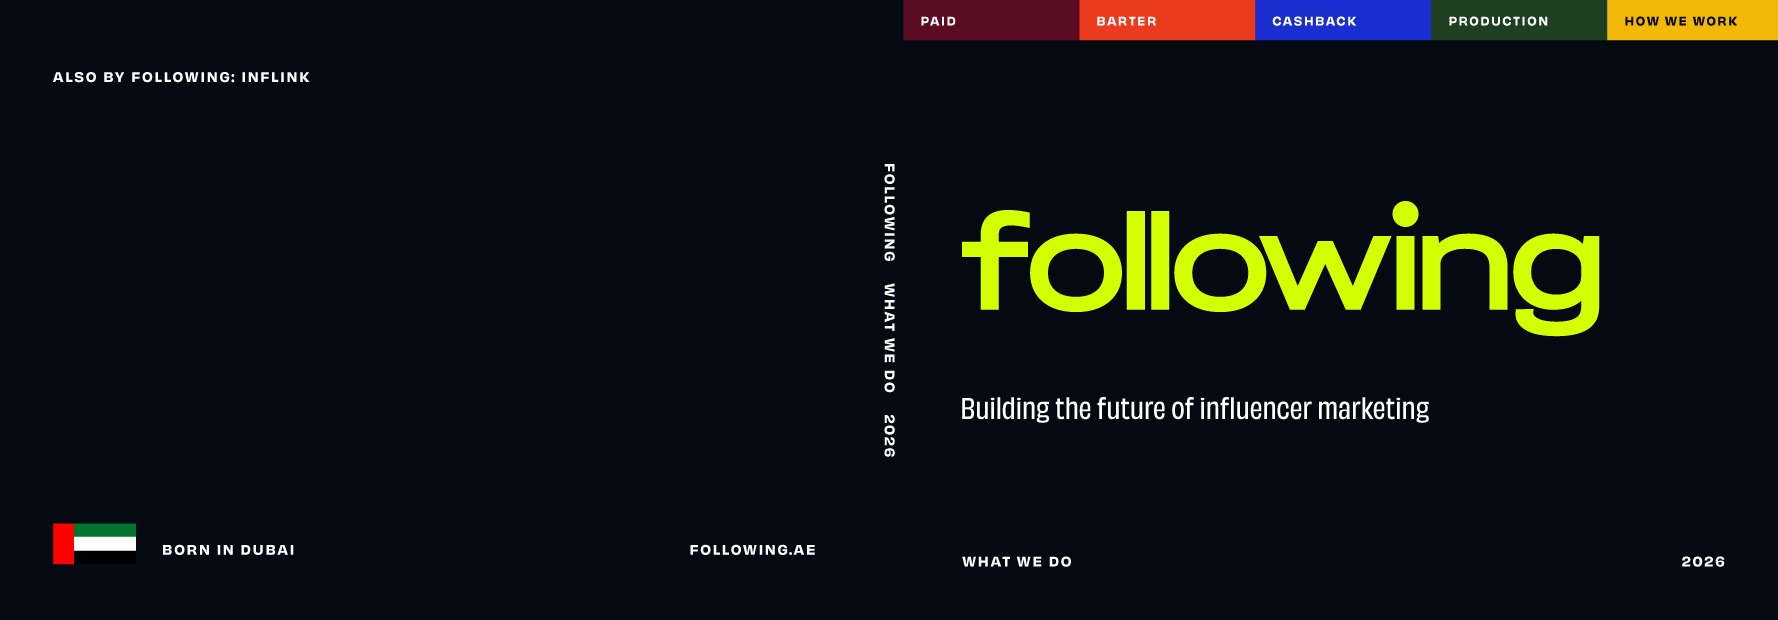 ALSO BY FOLLOWING: INFLINK
BORN IN DUBAI
FOLLOWING.AE
FOLLOWING WHAT WE DO 2026
PAID
BARTER
CASHBACK
PRODUCTION
HOW WE WORK
following
Building the future of influencer marketing
WHAT WE DO
2026